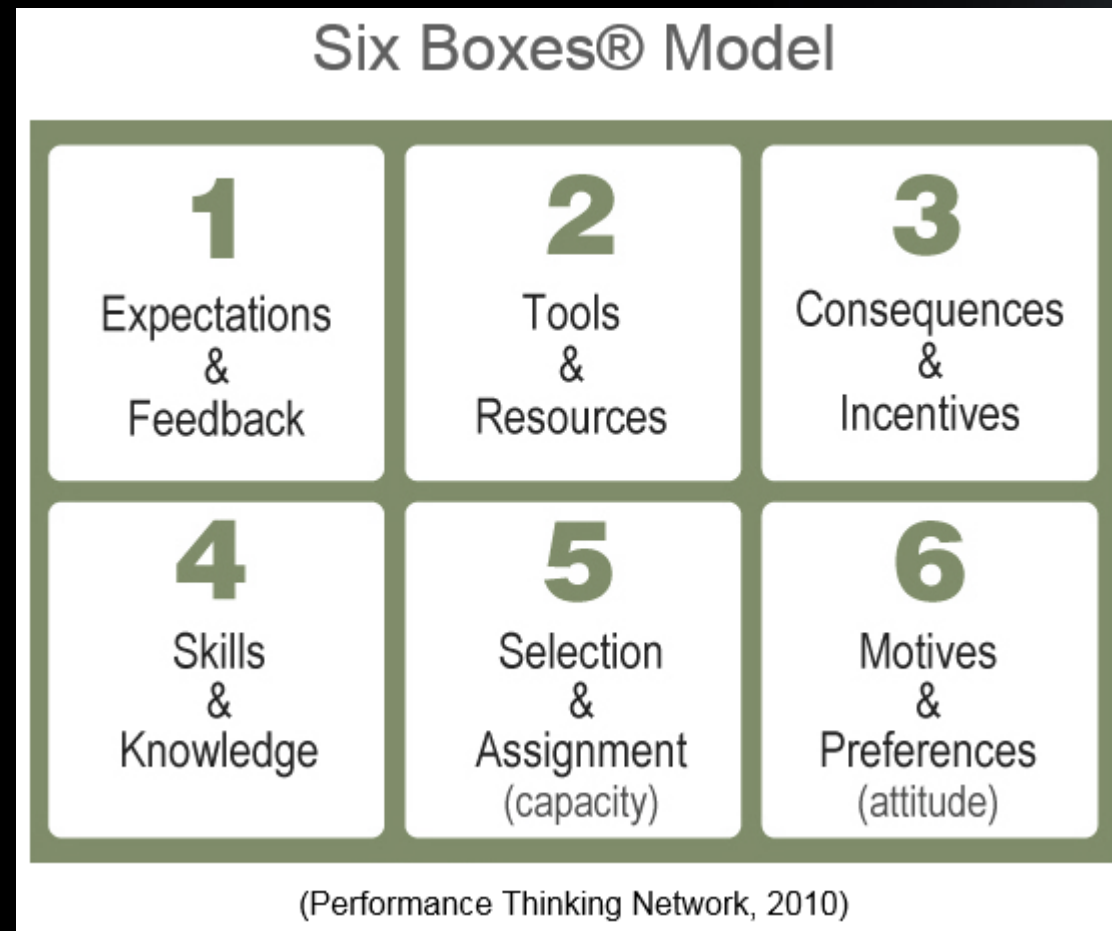 Six Boxes® Model
1
Expectations
&
Feedback
2
Tools
&
Resources
3
Consequences
&
Incentives
4
Skills
&
Knowledge
5
Selection
&
Assignment
(capacity)
6
Motives
&
Preferences
(attitude)
(Performance Thinking Network, 2010)